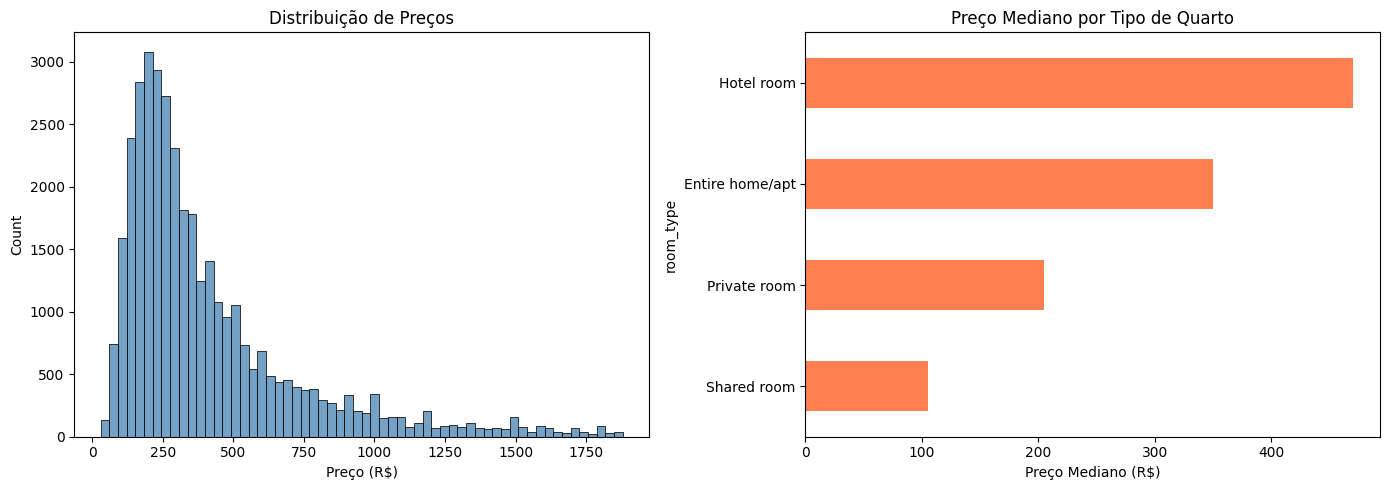 Distribuição de Preços
3000
2500
2000
1500
1000
500
0
Count
0 250 500 750 1000 1250 1500 1750
Preço (R$)
Preço Mediano por Tipo de Quarto
Hotel room
Entire home/apt
Private room
Shared room
room_type
0 100 200 300 400
Preço Mediano (R$)